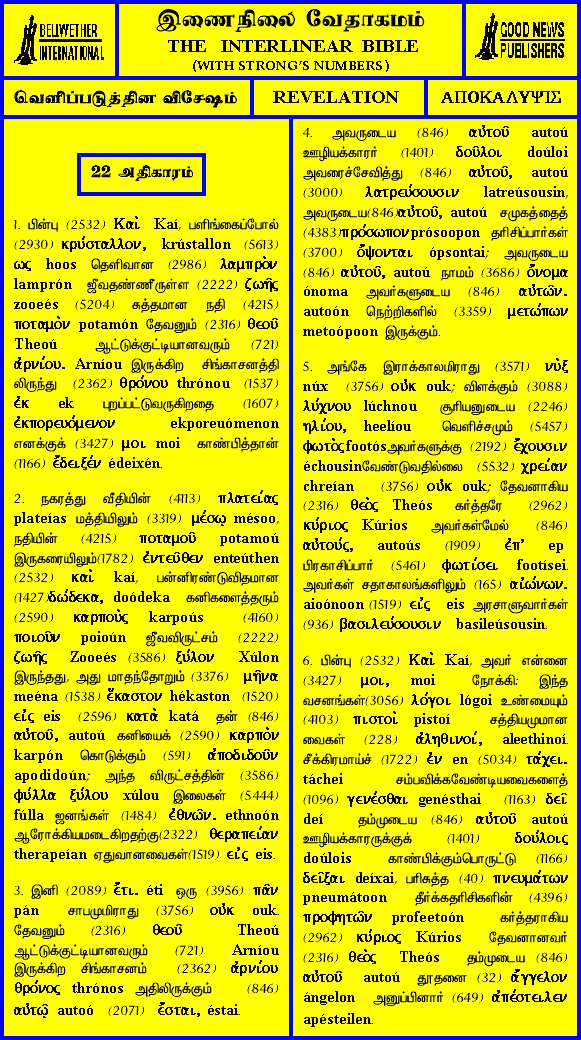 BELLWETHER
INTERNATIONAL
இணைநிலை வேதாகமம்
THE INTERLINEAR BIBLE
(WITH STRONG'S NUMBERS)
GOOD NEWS
PUBLISHERS
வெளிப்படுத்தின விசேஷம்
REVELATION
ΑΠΟΚΑΛΥΨΙΣ
22 அதிகாரம்
1. பின்பு (2532) Καὶ Kaí, பளிங்கைப்போல்
(2930) κρύσταλλον, krústallon (5613)
ως hoos தெளிவான (2986) λαμπρὸν
lamprón ஜீவதண்ணீருள்ள (2222) ζωῆς
zooeés (5204) சுத்தமான நதி (4215)
ποταμὸν potamón தேவனும் (2316) θεοῦ
Theoú ஆட்டுக்குட்டியானவரும் (721)
ἀρνίου. Arníou இருக்கிற சிங்காசனத்தி
லிருந்து (2362) θρόνου thrónou (1537)
ἐκ ek புறப்பட்டுவருகிறதை (1607)
ἐκπορευόμενον ekporeuómenon
எனக்குக் (3427) μοι moi காண்பித்தான்
(1166) ἔδειξέν édeixén.
2. நகரத்து வீதியின் (4113) πλατείας
plateías மத்தியிலும் (3319) μέσῳ mésoo,
நதியின் (4215) ποταμοῦ potamoú
இருகரையிலும்(1782) ἐντεῦθεν enteúthen
(2532) καὶ kaí, பன்னிரண்டுவிதமான
(1427)δώδεκα, doódeka கனிகளைத்தரும்
(2590) καρποὺς karpoús (4160)
ποιοῦν poioún ஜீவவிருட்சம் (2222)
ζωῆς Zooeés (3586) ξύλον Xúlon
இருந்தது, அது மாதந்தோறும் (3376) μῆνα
meéna (1538) ἕκαστον hékaston (1520)
εἰς eis (2596) κατὰ katá தன் (846)
αὐτοῦ, autoú கனியைக் (2590) καρπὸν
karpón கொடுக்கும் (591) ἀποδιδοῦν
apodidoún; அந்த விருட்சத்தின் (3586)
φύλλα ξύλου xúlou இலைகள் (5444)
fúlla ஜனங்கள் (1484) ἐθνῶν. ethnoón
ஆரோக்கியமடைகிறதற்கு(2322) θεραπείαν
therapeían ஏதுவானவைகள்(1519) εἰς eis.
3. இனி (2089) ἔτι. éti ஒரு (3956) πᾶν
pán சாபமுமிராது (3756) οὐκ ouk.
தேவனும் (2316) θεοῦ Theoú
ஆட்டுக்குட்டியானவரும் (721) Arníou
இருக்கிற சிங்காசனம் (2362) ἀρνίου
θρόνος thrónos அதிலிருக்கும் (846)
αὐτῷ autoó (2071) ἔσται, éstai.
4. அவருடைய (846) αὐτοῦ autoú
ஊழியக்காரர் (1401) δοῦλοι doúloi
அவரைச்சேவித்து (846) αὐτοῦ, autoú
(3000) λατρεύσουσιν latreúsousin,
அவருடைய(846)αὐτοῦ, autoú சமுகத்தைத்
(4383)πρόσωπονprósoopon தரிசிப்பார்கள்
(3700) ὄψονται ópsontai; அவருடைய
(846) αὐτοῦ, autoú நாமம் (3686) ὄνομα
ónoma அவர்களுடைய (846) αὐτῶν.
autoón நெற்றிகளில் (3359) μετώπων
metoópoon இருக்கும்.
5. அங்கே இராக்காலமிராது (3571) νὺξ
núx (3756) οὐκ ouk; விளக்கும் (3088)
λύχνου lúchnou சூரியனுடைய (2246)
ηλίου, heelíou வெளிச்சமும் (5457)
φωτὸςfootósஅவர்களுக்கு (2192) ἔχουσιν
échousinவேண்டுவதில்லை (5532) χρείαν
chreían (3756) οὐκ ouk; தேவனாகிய
(2316) θεὸς Theós கர்த்தரே (2962)
κύριος Kúrios அவர்கள்மேல் (846)
αὐτούς, autoús (1909) ἐπ' ep
பிரகாசிப்பார் (5461) φωτίσει footísei.
அவர்கள் சதாகாலங்களிலும் (165) αἰώνων.
aioónoon (1519) εἰς eis அரசாளுவார்கள்
(936) βασιλεύσουσιν basileúsousin.
6. பின்பு (2532) Καὶ Kaí, அவர் என்னை
(3427) μοι, moi நோக்கி: இந்த
வசனங்கள்(3056) λόγοι lógoi உண்மையும்
(4103) πιστοὶ pistoí சத்தியமுமான
வைகள் (228) ἀληθινοί, aleethinoí.
சீக்கிரமாய்ச் (1722) ἐν en (5034) τάχει.
táchei சம்பவிக்கவேண்டியவைகளைத்
(1096) γενέσθαι genésthai (1163) δεῖ
deí தம்முடைய (846) αὐτοῦ autoú
ஊழியக்காரருக்குக் (1401) δούλοις
doúlois காண்பிக்கும்பொருட்டு (1166)
δεῖξαι deíxai, பரிசுத்த (40) πνευμάτων
pneumátoon தீர்க்கதரிசிகளின் (4396)
προφητῶν profeetoón கர்த்தராகிய
(2962) κύριος Kúrios தேவனானவர்
(2316) θεὸς Theós தம்முடைய (846)
αὐτοῦ autoú தூதனை (32) ἄγγελον
ángelon அனுப்பினார் (649) ἀπέστειλεν
apésteilen.